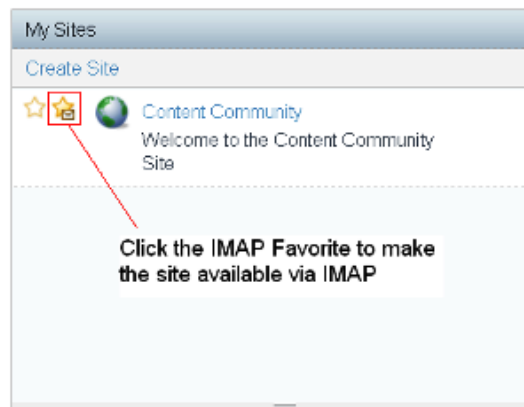 My Sites
Create Site
Content Community
Welcome to the Content Community
Site
Click the IMAP Favorite to make
the site available via IMAP